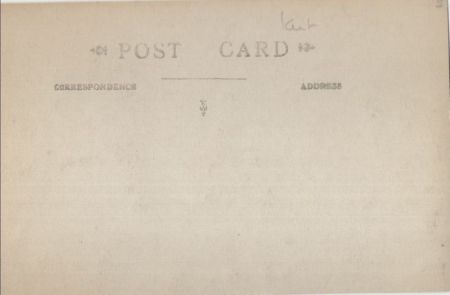 Kent
POST CARD
CORRESPONDENCE ADDRESS